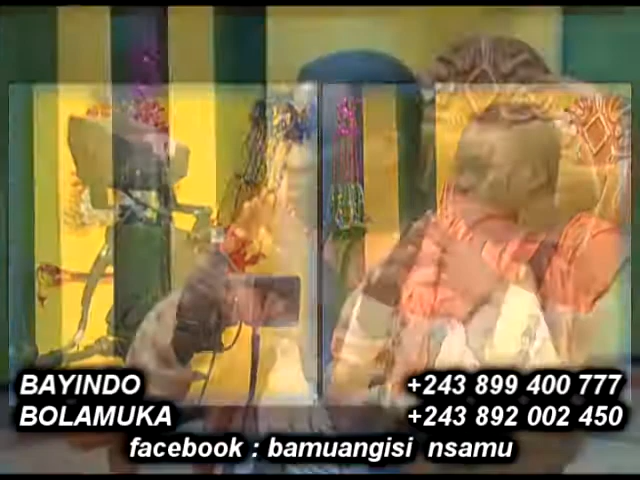 BAYINDO +243 899 400 777
BOLAMUKA +243 892 002 450
facebook : bamuangisi nsamu